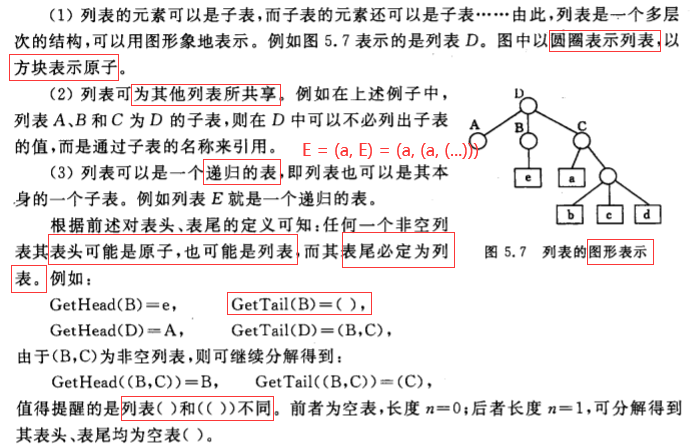 (1) 列表的元素可以是子表,而子表的元素还可以是子表……由此,列表是一个多层
次的结构,可以用图形象地表示。例如图 5.7 表示的是列表 D。图中以圆圈表示列表,以
方块表示原子。
(2) 列表可为其他列表所共享。例如在上述例子中,
列表 A、B 和 C 为 D 的子表,则在 D 中可以不必列出子表
的值,而是通过子表的名称来引用。
E = (a, E) = (a, (a, (...)))
(3) 列表可以是一个递归的表,即列表也可以是其本
身的一个子表。例如列表 E 就是一个递归的表。
根据前述对表头、表尾的定义可知:任何一个非空列
表其表头可能是原子,也可能是列表,而其表尾必定为列
表。例如:
D
A B C
e a
b c d
图 5.7 列表的图形表示
GetHead(B)=e, GetTail(B)=( ),
GetHead(D)=A, GetTail(D)=(B,C),
由于(B,C)为非空列表,则可继续分解得到:
GetHead((B,C))=B, GetTail((B,C))=(C),
值得提醒的是列表( )和(( ))不同。前者为空表,长度 n=0;后者长度 n=1,可分解得到
其表头、表尾均为空表( )。